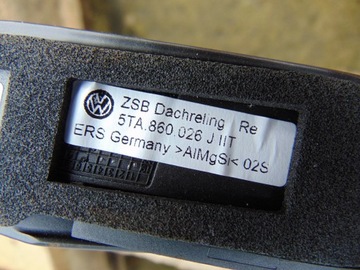 ZSB Dachreling Re
5TA.860.026 J IIT
ERS Germany >AlMgSi< 02S